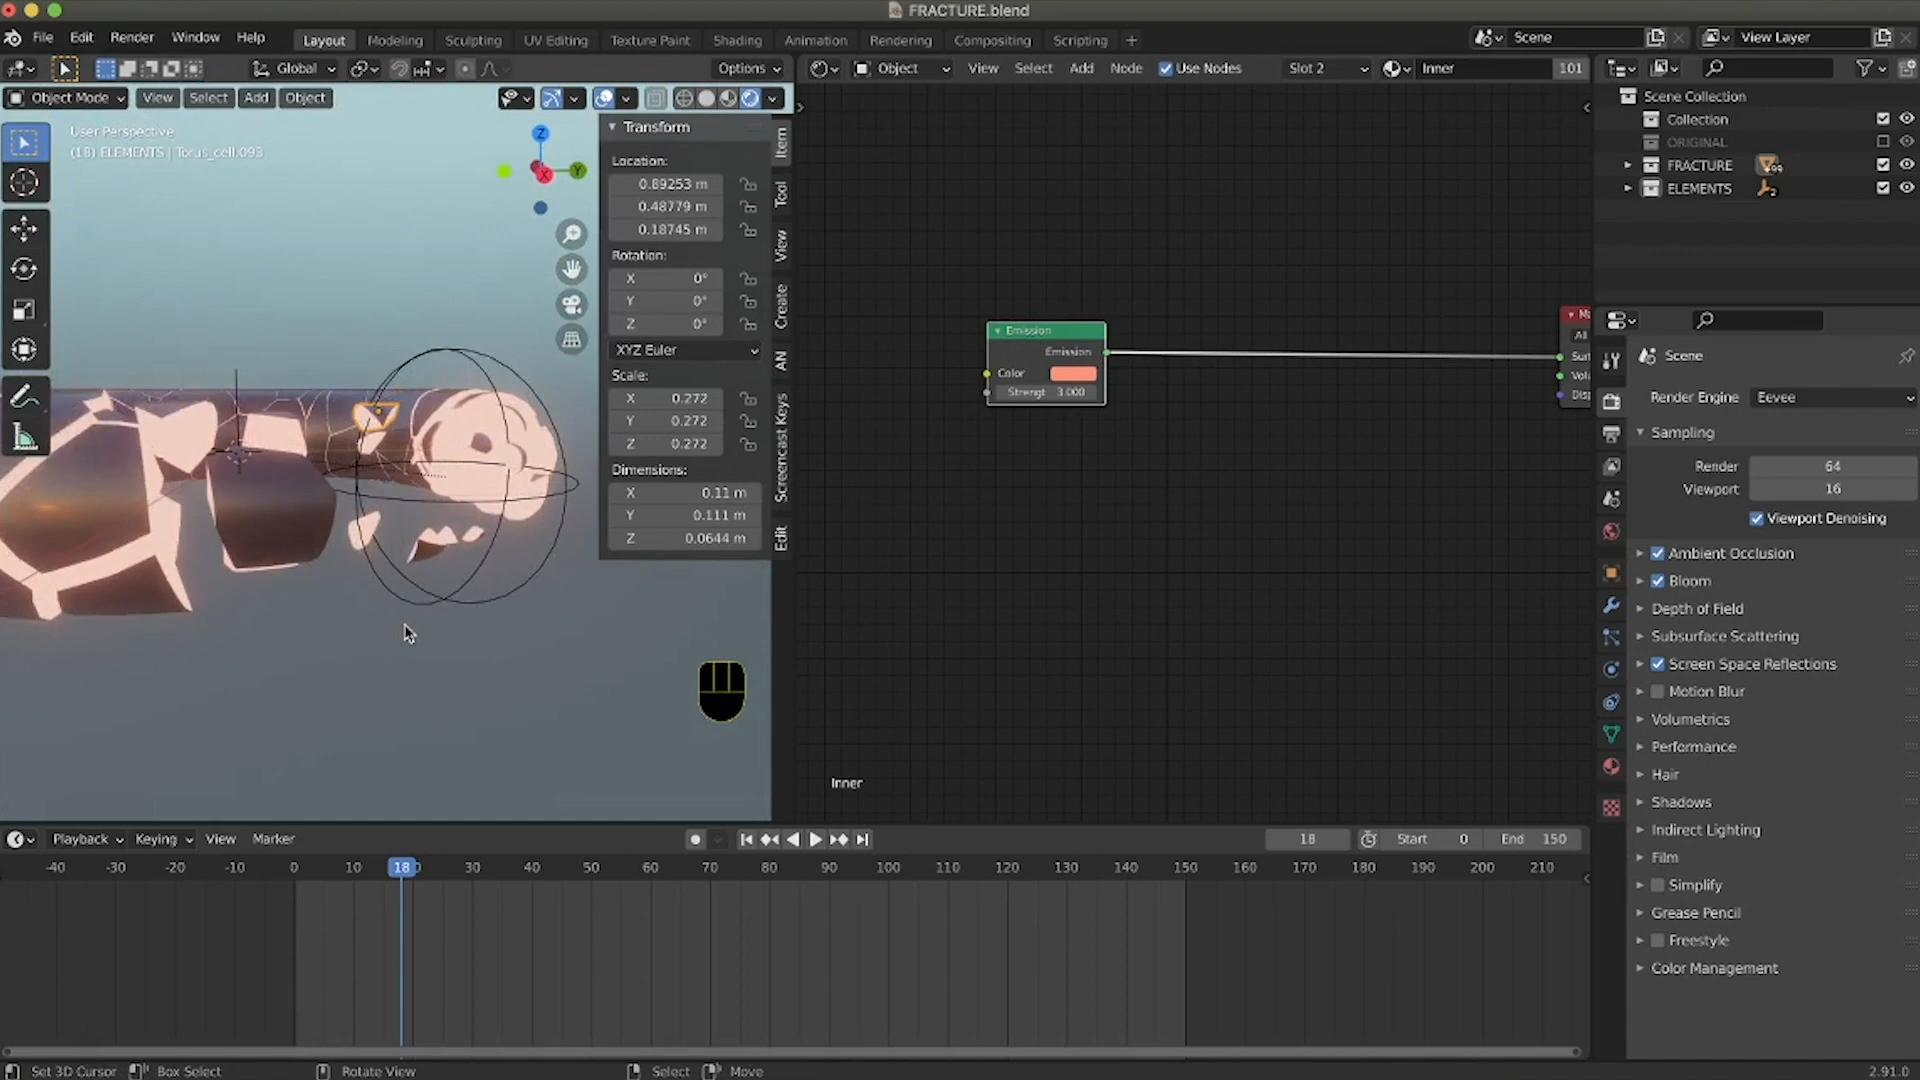 FRACTURE.blend
File Edit Render Window Help Layout Modeling Sculpting UV Editing Texture Paint Shading Animation Rendering Compositing Scripting + Scene View Layer
Global Options Object View Select Add Node Use Nodes Slot 2 Inner 101
Object Mode View Select Add Object
User Perspective
(18) ELEMENTS | Torus_cell.093
Z
Y
X
Transform
Location:
0.89253 m
0.48779 m
0.18745 m
Rotation:
X 0°
Y 0°
Z 0°
XYZ Euler
Scale:
X 0.272
Y 0.272
Z 0.272
Dimensions:
X 0.11 m
Y 0.111 m
Z 0.0644 m
Item
Tool
View
Create
AN
Screencast Keys
Edit
Emission
Emission
Color
Strengt 3.000
All
Inner
Scene Collection
Collection
ORIGINAL
FRACTURE
ELEMENTS
Scene
Render Engine Eevee
Sampling
Render 64
Viewport 16
Viewport Denoising
Ambient Occlusion
Bloom
Depth of Field
Subsurface Scattering
Screen Space Reflections
Motion Blur
Volumetrics
Performance
Hair
Shadows
Indirect Lighting
Film
Simplify
Grease Pencil
Freestyle
Color Management
Playback Keying View Marker 18 Start 0 End 150
-40 -30 -20 -10 0 10 18 30 40 50 60 70 80 90 100 110 120 130 140 150 160 170 180 190 200 210
Set 3D Cursor Box Select Rotate View Select Move 2.91.0